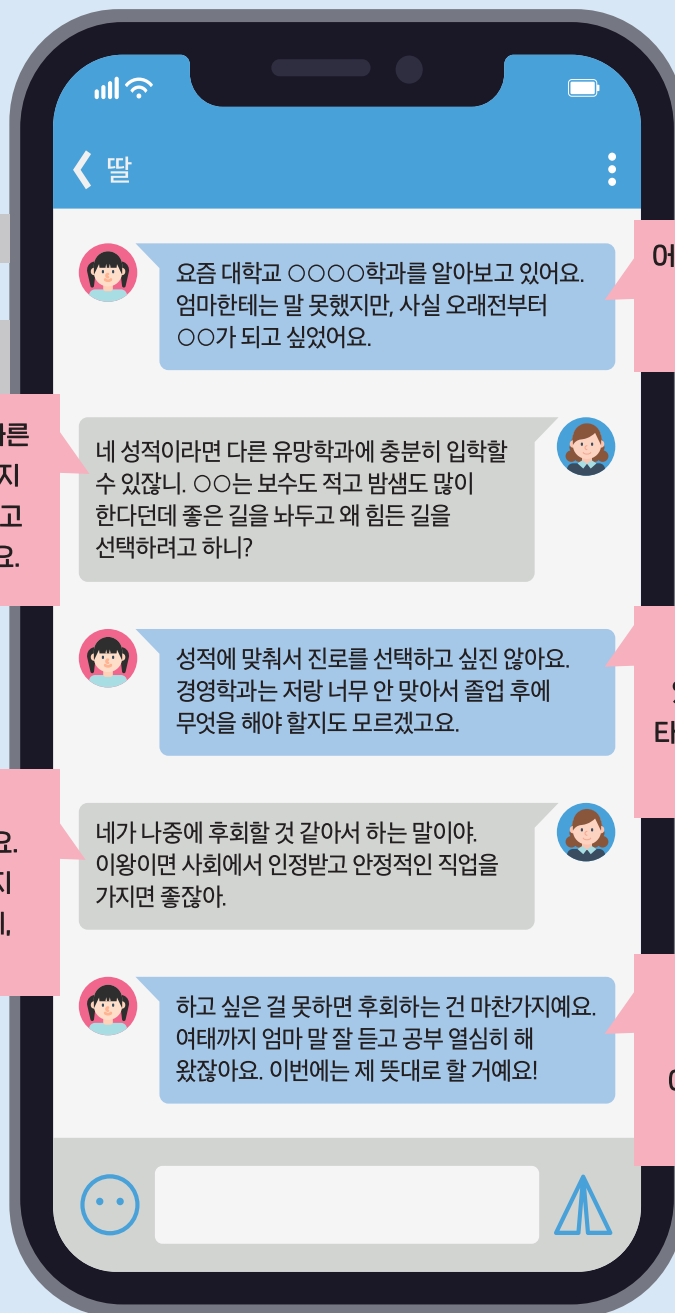 딸
요즘 대학교 ○○○○학과를 알아보고 있어요.
엄마한테는 말 못했지만, 사실 오래전부터
○○가 되고 싶었어요.
네 성적이라면 다른 유망학과에 충분히 입학할
수 있잖니. ○○는 보수도 적고 밤샘도 많이
한다던데 좋은 길을 놔두고 왜 힘든 길을
선택하려고 하니?
성적에 맞춰서 진로를 선택하고 싶진 않아요.
경영학과는 저랑 너무 안 맞아서 졸업 후에
무엇을 해야 할지도 모르겠고요.
네가 나중에 후회할 것 같아서 하는 말이야.
이왕이면 사회에서 인정받고 안정적인 직업을
가지면 좋잖아.
하고 싶은 걸 못하면 후회하는 건 마찬가지예요.
여태까지 엄마 말 잘 듣고 공부 열심히 해
왔잖아요. 이번에는 제 뜻대로 할 거예요!